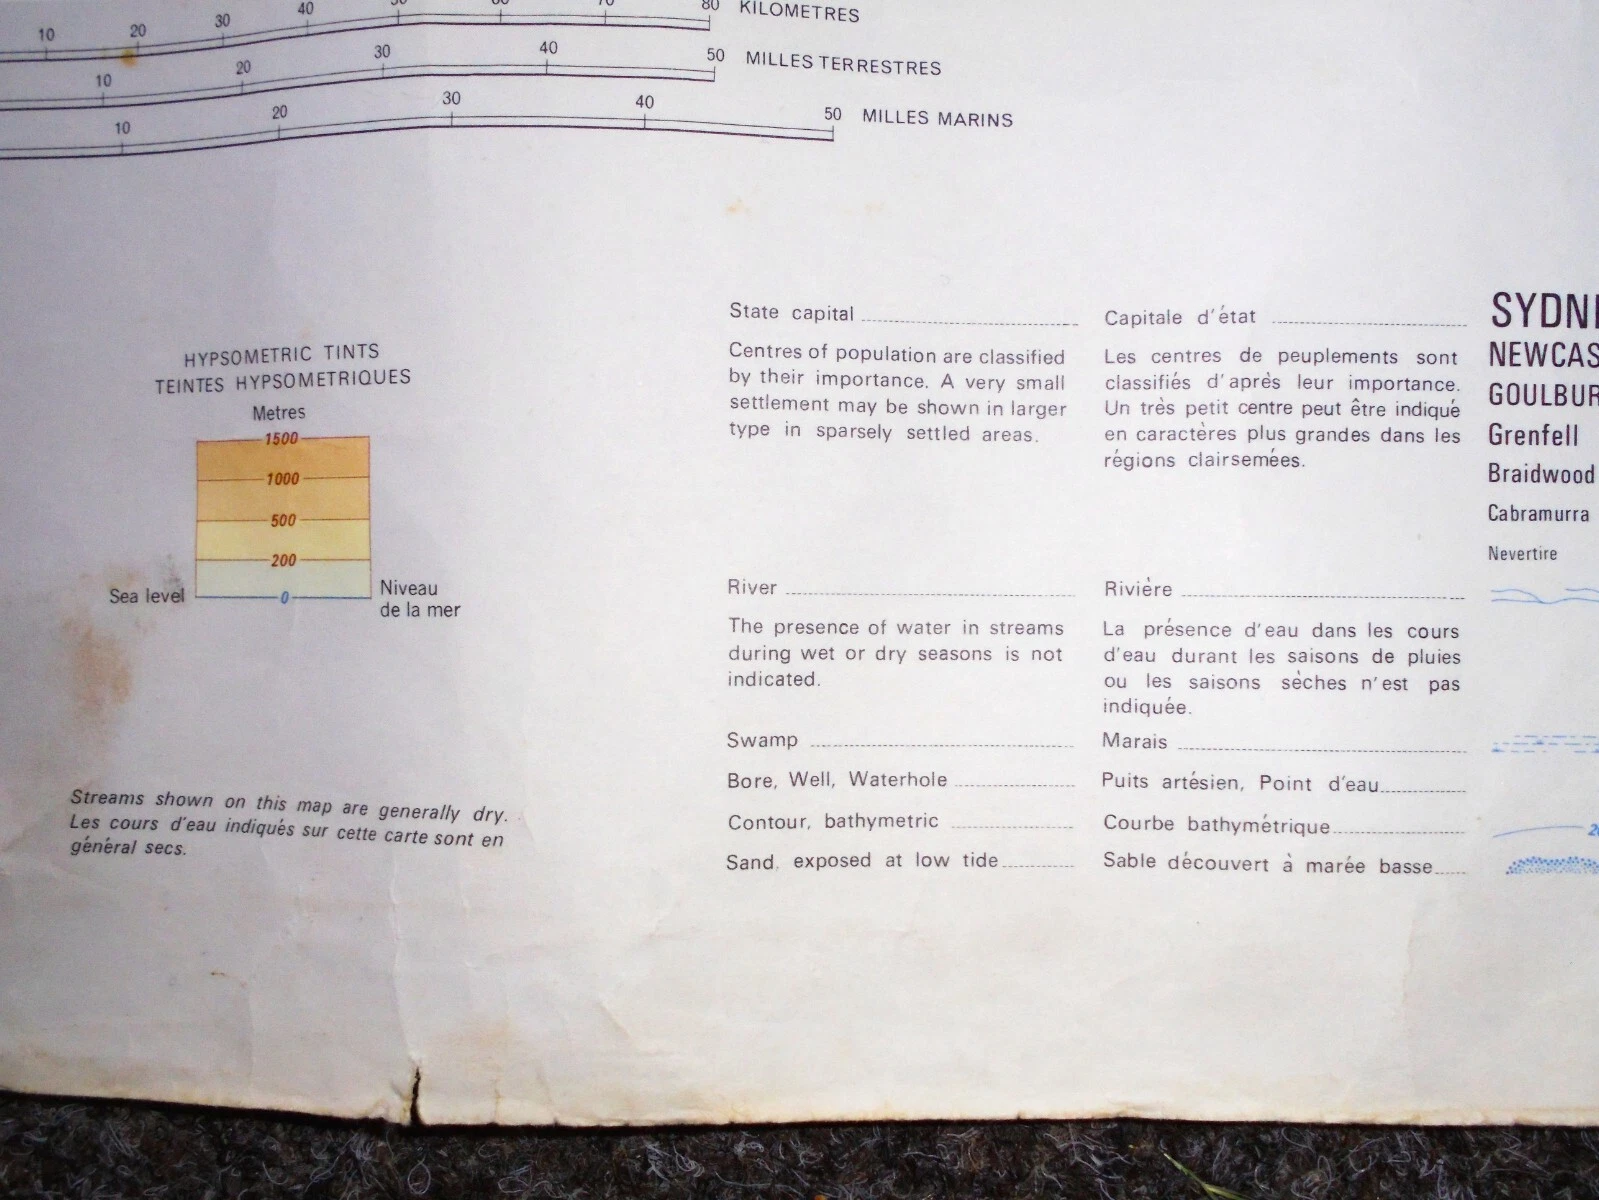 10 20 30 40 80 KILOMETRES
10 20 30 40 50 MILLES TERRESTRES
10 20 30 40 50 MILLES MARINS
HYPSOMETRIC TINTS
TEINTES HYPSOMETRIQUES
Metres
1500
1000
500
200
Sea level 0 Niveau
de la mer
Streams shown on this map are generally dry.
Les cours d'eau indiqués sur cette carte sont en
général secs.
State capital
Centres of population are classified
by their importance. A very small
settlement may be shown in larger
type in sparsely settled areas.
River
The presence of water in streams
during wet or dry seasons is not
indicated.
Swamp
Bore, Well, Waterhole
Contour, bathymetric
Sand, exposed at low tide
Capitale d'état
Les centres de peuplements sont
classifiés d'après leur importance.
Un très petit centre peut être indiqué
en caractères plus grandes dans les
régions clairsemées.
Rivière
La présence d'eau dans les cours
d'eau durant les saisons de pluies
ou les saisons sèches n'est pas
indiquée.
Marais
Puits artésien, Point d'eau
Courbe bathymétrique
Sable découvert à marée basse
SYDN
NEWCAS
GOULBUR
Grenfell
Braidwood
Cabramurra
Nevertire